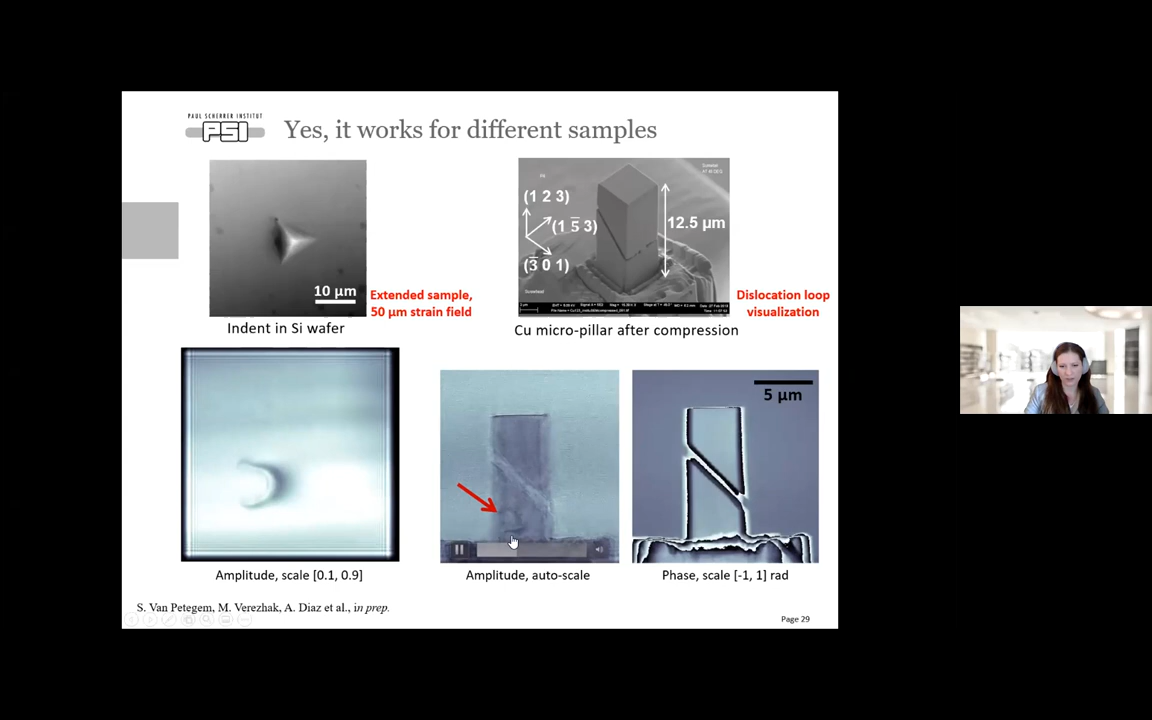 PAUL SCHERRER INSTITUT
PSI
Yes, it works for different samples
10 µm
Extended sample,
50 µm strain field
Indent in Si wafer
(1 2 3)
(1 5̅ 3)
(3̅ 0 1)
12.5 µm
Dislocation loop
visualization
Cu micro-pillar after compression
5 µm
Amplitude, scale [0.1, 0.9]
Amplitude, auto-scale
Phase, scale [-1, 1] rad
S. Van Petegem, M. Verezhak, A. Diaz et al., in prep.
Page 29